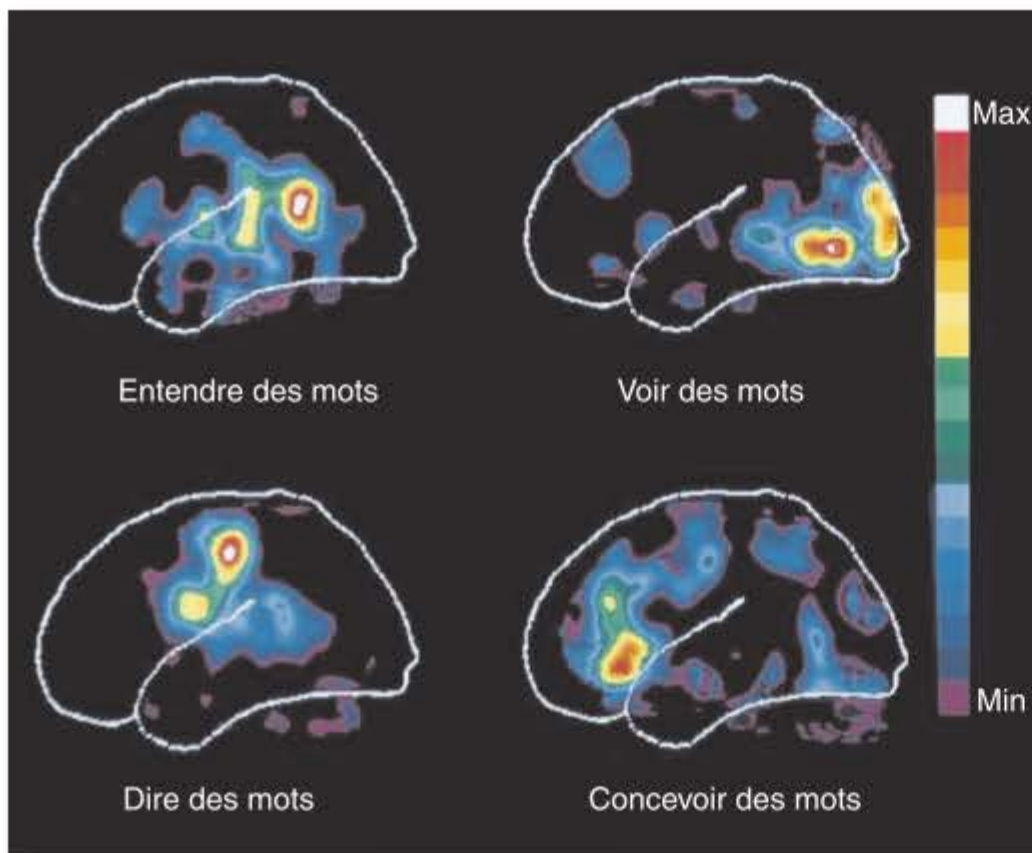 Max
Entendre des mots
Voir des mots
Min
Dire des mots
Concevoir des mots